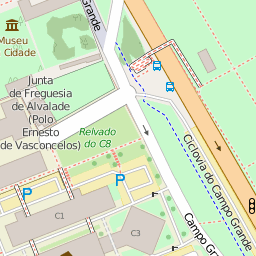 Grande
Museu
Cidade
Junta
de Freguesia
de Alvalade
(Polo
Ernesto
de Vasconcelos)
Relvado
do C8
Ciclovia do Campo Grande
P
P
C1
C3
Campo Gr